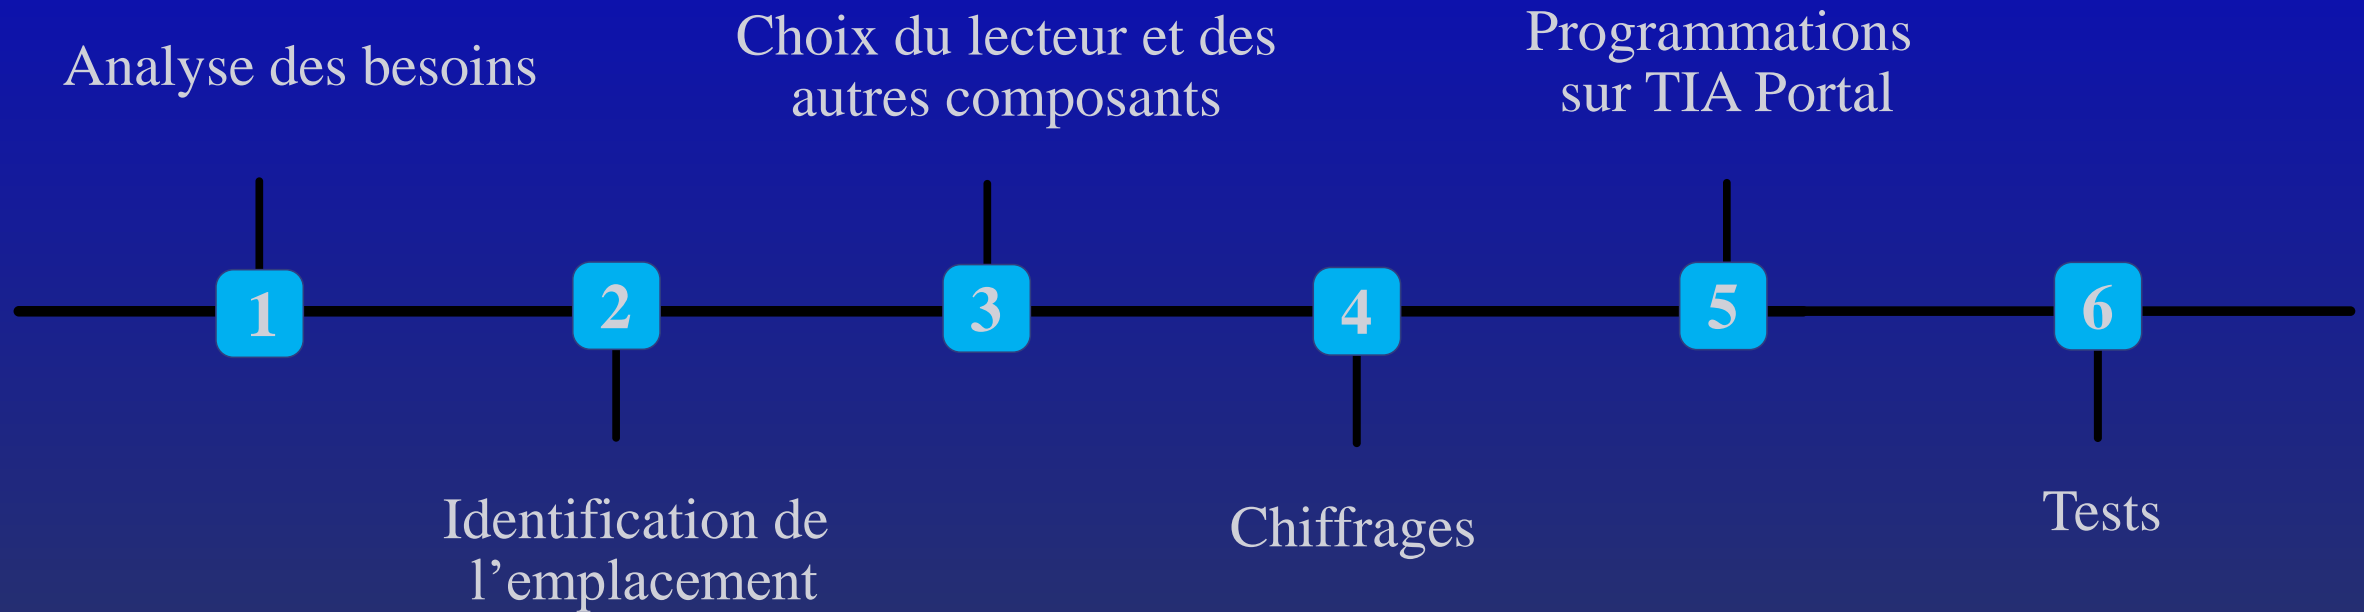 Analyse des besoins
1
Identification de
l’emplacement
2
Choix du lecteur et des
autres composants
3
Chiffrages
4
Programmations
sur TIA Portal
5
Tests
6